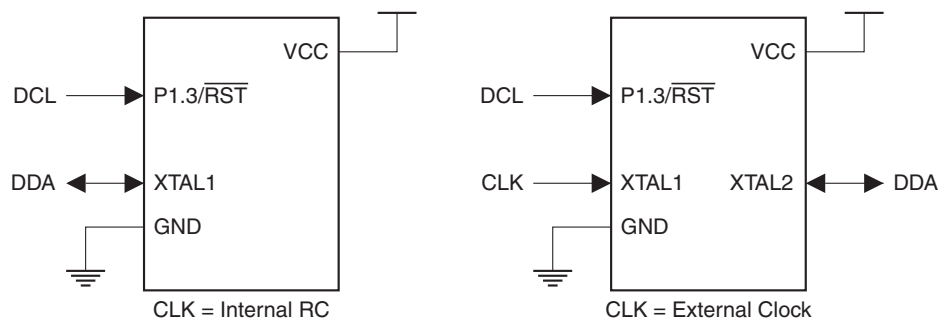 VCC
DCL P1.3/RST
DDA XTAL1
GND
CLK = Internal RC
VCC
DCL P1.3/RST
CLK XTAL1 XTAL2 DDA
GND
CLK = External Clock